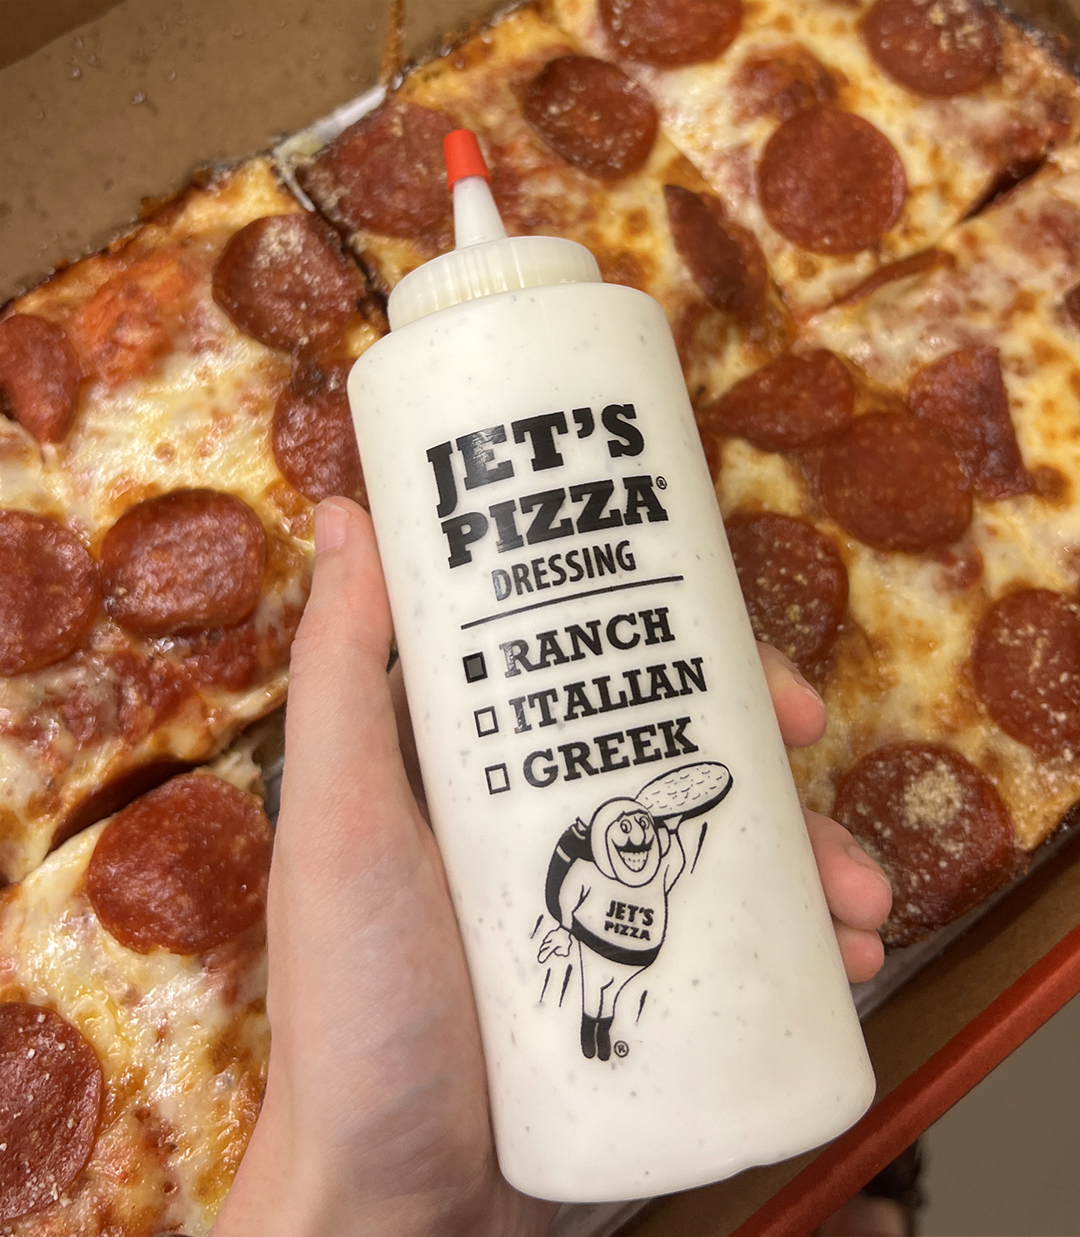 JET'S
PIZZA®
DRESSING
■ RANCH
□ ITALIAN
□ GREEK
JET'S
PIZZA
®